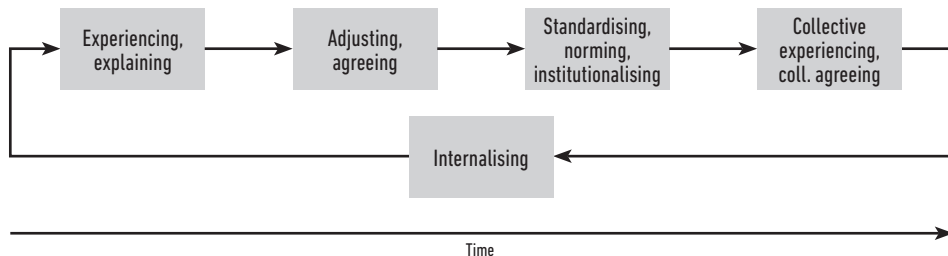 Experiencing,
explaining
Adjusting,
agreeing
Standardising,
norming,
institutionalising
Collective
experiencing,
coll. agreeing
Internalising
Time